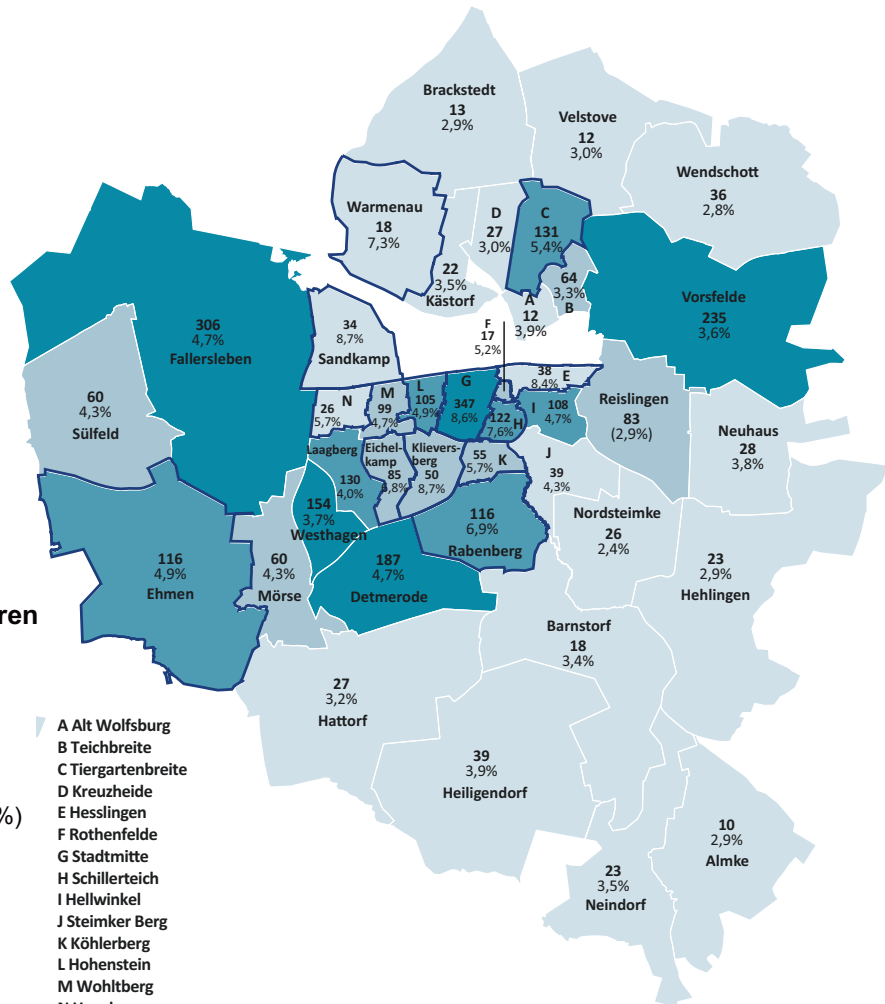 Brackstedt
13
2,9%
Velstove
12
3,0%
Wendschott
36
2,8%
Warmenau
18
7,3%
D
27
3,0%
C
131
5,4%
22
3,5%
Kästorf
64
3,3%
B
A
12
3,9%
Vorsfelde
235
3,6%
306
4,7%
Fallersleben
34
8,7%
Sandkamp
F
17
5,2%
38
8,4%
E
60
4,3%
Sülfeld
N
26
5,7%
M
99
4,7%
L
105
4,9%
G
347
8,6%
122
7,6%
H
I
108
4,7%
Reislingen
83
(2,9%)
Neuhaus
28
3,8%
Laagberg
130
4,0%
Eichel-
kamp
85
6,8%
Klievers-
berg
50
8,7%
55
5,7%
K
J
39
4,3%
154
3,7%
Westhagen
116
6,9%
Rabenberg
Nordsteimke
26
2,4%
116
4,9%
Ehmen
60
4,3%
Mörse
187
4,7%
Detmerode
23
2,9%
Hehlingen
ren
Barnstorf
18
3,4%
27
3,2%
Hattorf
39
3,9%
Heiligendorf
10
2,9%
Almke
23
3,5%
Neindorf
%)
A Alt Wolfsburg
B Teichbreite
C Tiergartenbreite
D Kreuzheide
E Hesslingen
F Rothenfelde
G Stadtmitte
H Schillerteich
I Hellwinkel
J Steimker Berg
K Köhlerberg
L Hohenstein
M Wohltberg